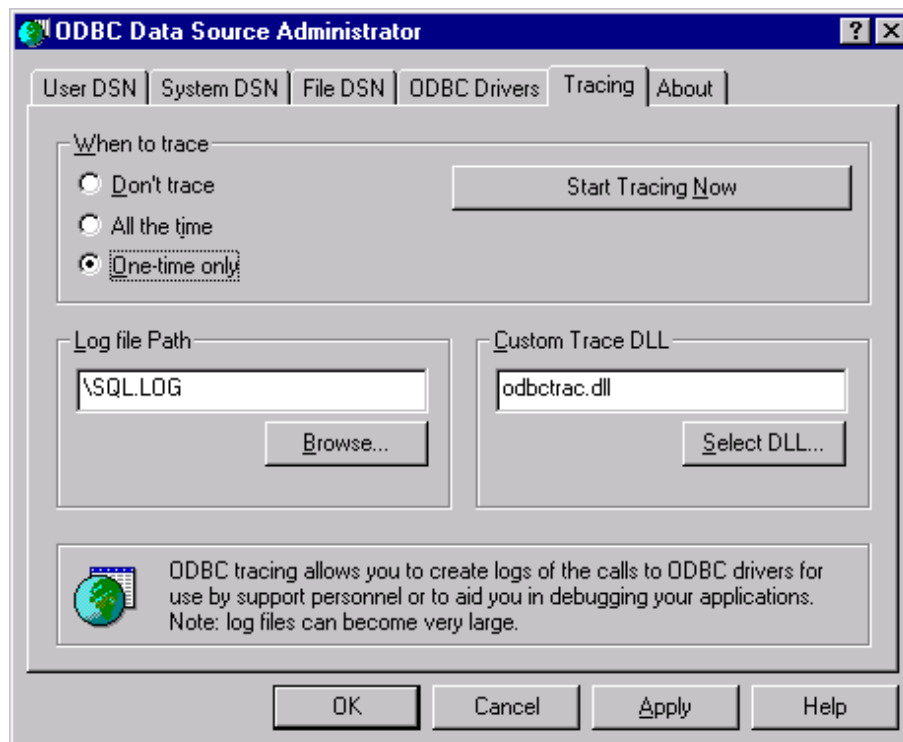 ODBC Data Source Administrator
User DSN System DSN File DSN ODBC Drivers Tracing About
When to trace
Don't trace
Start Tracing Now
All the time
One-time only
Log file Path
Custom Trace DLL
\SQL.LOG
odbctrac.dll
Browse...
Select DLL...
ODBC tracing allows you to create logs of the calls to ODBC drivers for
use by support personnel or to aid you in debugging your applications.
Note: log files can become very large.
OK Cancel Apply Help